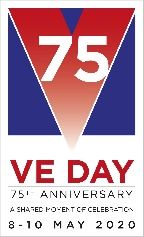 75
VE DAY
75TH ANNIVERSARY
A SHARED MOMENT OF CELEBRATION
8-10 MAY 2020